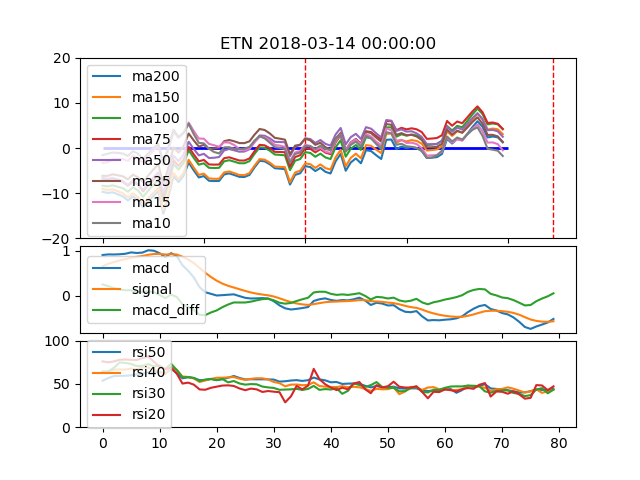 ETN 2018-03-14 00:00:00
20
10
0
−10
−20
ma200
ma150
ma100
ma75
ma50
ma35
ma15
ma10
1
0
macd
signal
macd_diff
100
50
0
rsi50
rsi40
rsi30
rsi20
0 10 20 30 40 50 60 70 80